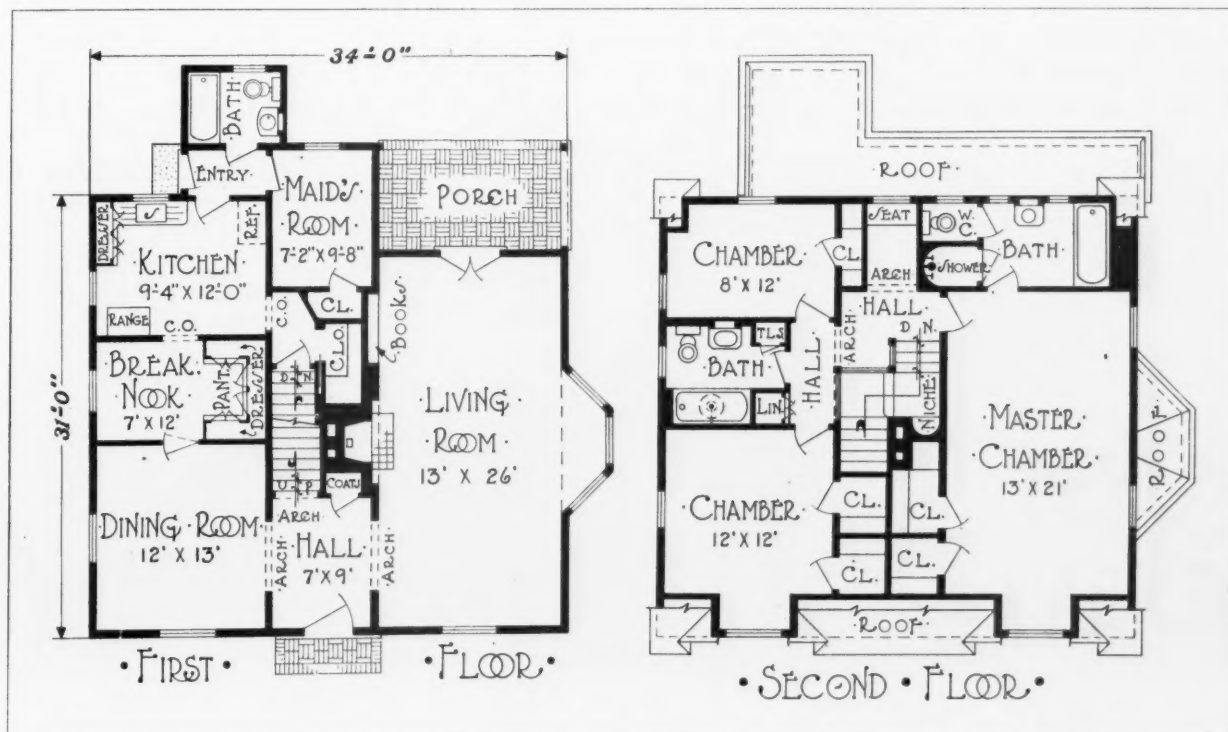 34'-0"
31'-0"
BATH
ENTRY
MAID'S
ROOM
7'-2" X 9'-8"
PORCH
DRESSER
S
REF.
KITCHEN
9'-4" X 12'-0"
RANGE
C.O.
C.O.
CL.
CLO.
BOOKS
BREAK.
NOOK
7' X 12'
PANT.
DRESSER
DN.
LIVING
ROOM
13' X 26'
UP
COATS
ARCH
DINING ROOM
12' X 13'
ARCH
HALL
7' X 9'
ARCH
• FIRST • • FLOOR •
ROOF
CHAMBER
8' X 12'
CL.
SEAT
W.
C.
BATH
SHOWER
ARCH
HALL
DN.
ARCH
BATH
T'LS
HALL
LIN.
NICHE
MASTER
CHAMBER
13' X 21'
ROOF
CHAMBER
12' X 12'
CL.
CL.
CL.
CL.
ROOF
• SECOND • FLOOR •